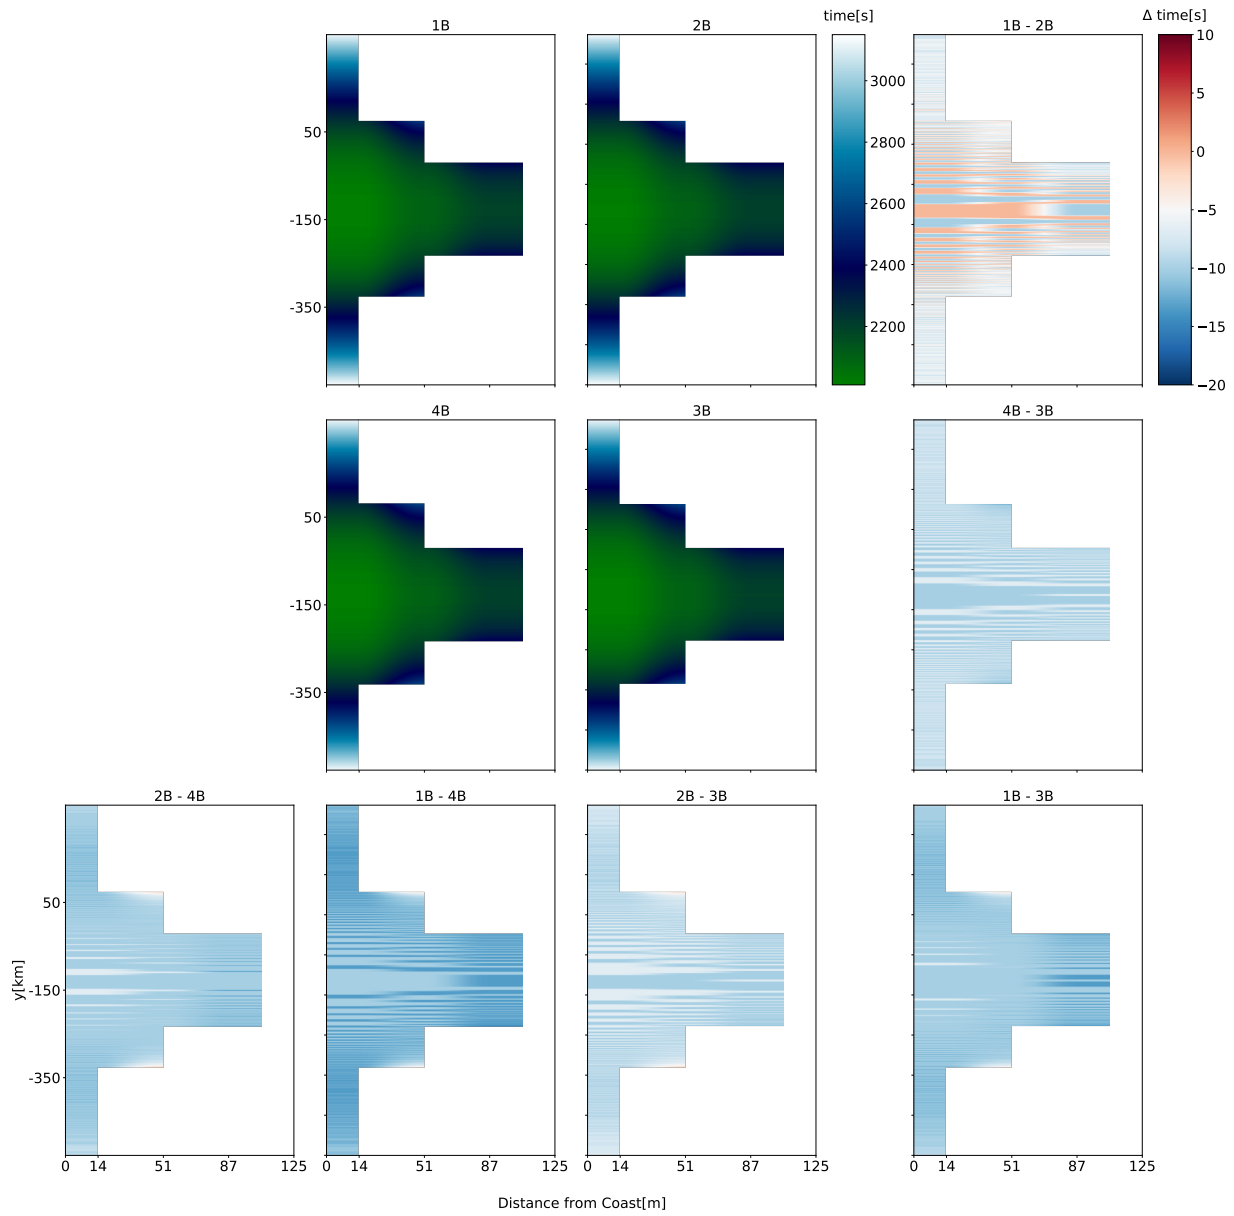 time[s]
Δ time[s]
1B
2B
1B - 2B
50
-150
-350
3000
2800
2600
2400
2200
10
5
0
−5
−10
−15
−20
4B
3B
4B - 3B
50
-150
-350
2B - 4B
1B - 4B
2B - 3B
1B - 3B
y[km]
50
-150
-350
0 14 51 87 125
0 14 51 87 125
0 14 51 87 125
0 14 51 87 125
Distance from Coast[m]